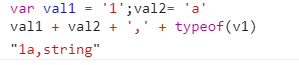 var val1 = '1';val2= 'a'
val1 + val2 + ',' + typeof(v1)
"1a,string"